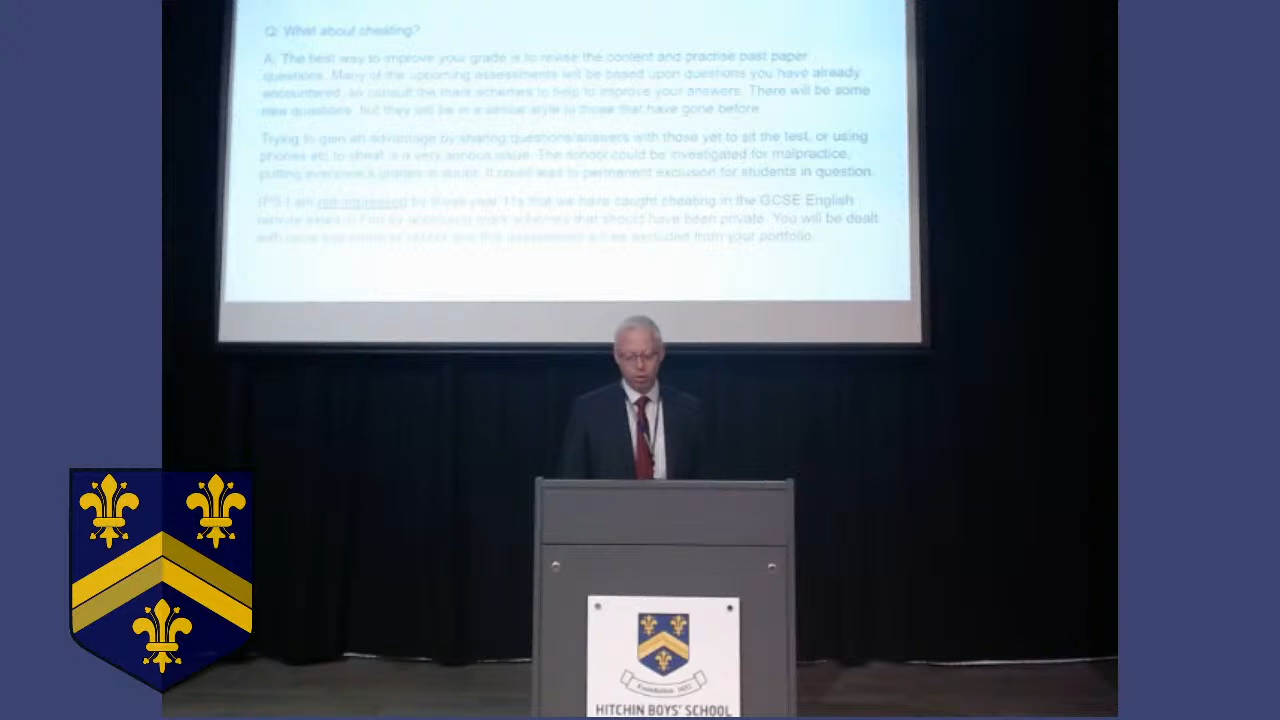 Q: What about cheating?
A: The best way to improve your grade is to revise the content and practise past paper
questions. Many of the upcoming assessments will be based upon questions you have already
encountered, so consult the mark schemes to help to improve your answers. There will be some
new questions, but they will be in a similar style to those that have gone before.
Trying to gain an advantage by sharing questions/answers with those yet to sit the test, or using
phones etc to cheat is a very serious issue. The school could be investigated for malpractice,
putting everyone's grades in doubt. It could lead to permanent exclusion for students in question.
(PS I am not impressed by those year 11s that we have caught cheating in the GCSE English
mark schemes that should have been private. You will be dealt
and this assessment will be excluded from your portfolio.
Foundation 1632
HITCHIN BOYS' SCHOOL